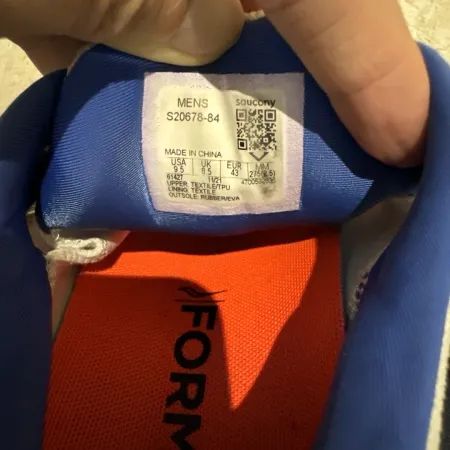 MENS
saucony
S20678-84
MADE IN CHINA
USA UK EUR MM
9.5 8.5 43
61427 11/21
UPPER: TEXTILE/TPU
LINING: TEXTILE
OUTSOLE: RUBBER/EVA
FORM